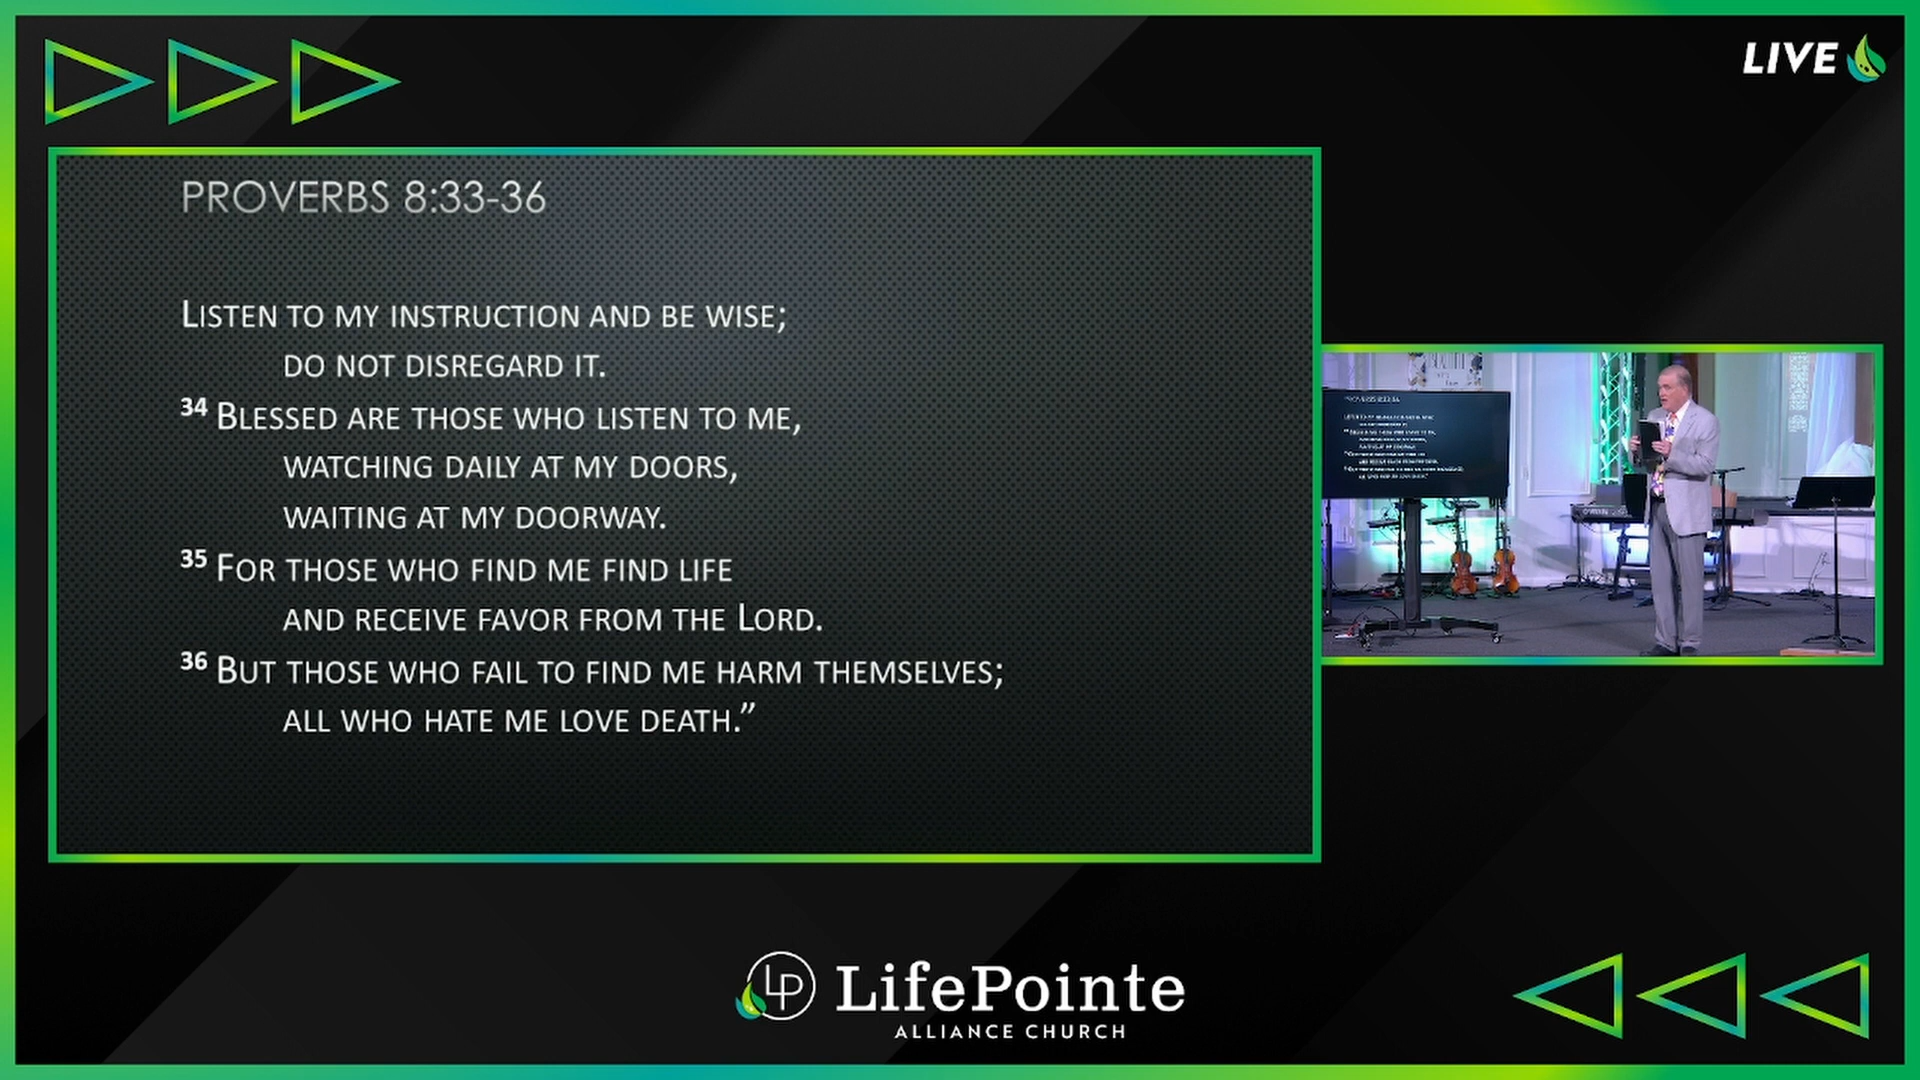 LIVE
PROVERBS 8:33-36
LISTEN TO MY INSTRUCTION AND BE WISE;
DO NOT DISREGARD IT.
34 BLESSED ARE THOSE WHO LISTEN TO ME,
WATCHING DAILY AT MY DOORS,
WAITING AT MY DOORWAY.
35 FOR THOSE WHO FIND ME FIND LIFE
AND RECEIVE FAVOR FROM THE LORD.
36 BUT THOSE WHO FAIL TO FIND ME HARM THEMSELVES;
ALL WHO HATE ME LOVE DEATH.”
LP LifePointe
ALLIANCE CHURCH